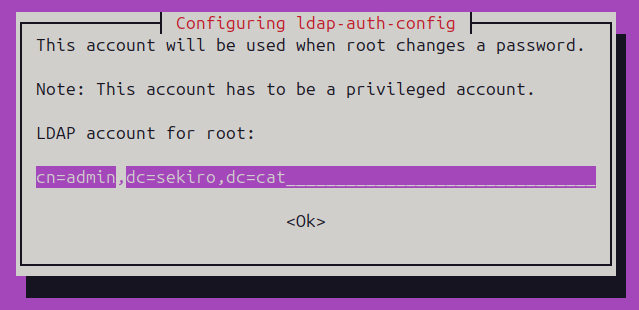 Configuring ldap-auth-config
This account will be used when root changes a password.
Note: This account has to be a privileged account.
LDAP account for root:
cn=admin,dc=sekiro,dc=cat_______________________________
<Ok>